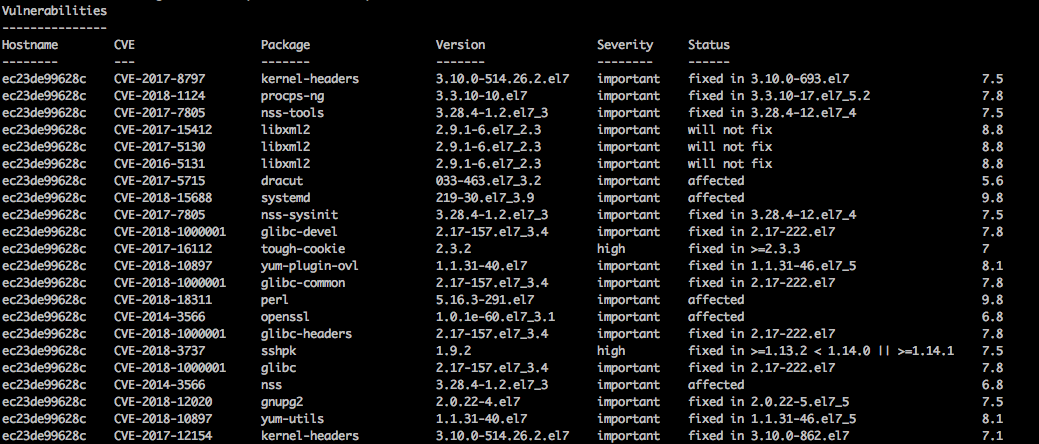 Vulnerabilities
---------------
Hostname CVE Package Version Severity Status
-------- --- ------- ------- -------- ------
ec23de99628c CVE-2017-8797 kernel-headers 3.10.0-514.26.2.el7 important fixed in 3.10.0-693.el7 7.5
ec23de99628c CVE-2018-1124 procps-ng 3.3.10-10.el7 important fixed in 3.3.10-17.el7_5.2 7.8
ec23de99628c CVE-2017-7805 nss-tools 3.28.4-1.2.el7_3 important fixed in 3.28.4-12.el7_4 7.5
ec23de99628c CVE-2017-15412 libxml2 2.9.1-6.el7_2.3 important will not fix 8.8
ec23de99628c CVE-2017-5130 libxml2 2.9.1-6.el7_2.3 important will not fix 8.8
ec23de99628c CVE-2016-5131 libxml2 2.9.1-6.el7_2.3 important will not fix 8.8
ec23de99628c CVE-2017-5715 dracut 033-463.el7_3.2 important affected 5.6
ec23de99628c CVE-2018-15688 systemd 219-30.el7_3.9 important affected 9.8
ec23de99628c CVE-2017-7805 nss-sysinit 3.28.4-1.2.el7_3 important fixed in 3.28.4-12.el7_4 7.5
ec23de99628c CVE-2018-1000001 glibc-devel 2.17-157.el7_3.4 important fixed in 2.17-222.el7 7.8
ec23de99628c CVE-2017-16112 tough-cookie 2.3.2 high fixed in >=2.3.3 7
ec23de99628c CVE-2018-10897 yum-plugin-ovl 1.1.31-40.el7 important fixed in 1.1.31-46.el7_5 8.1
ec23de99628c CVE-2018-1000001 glibc-common 2.17-157.el7_3.4 important fixed in 2.17-222.el7 7.8
ec23de99628c CVE-2018-18311 perl 5.16.3-291.el7 important affected 9.8
ec23de99628c CVE-2014-3566 openssl 1.0.1e-60.el7_3.1 important affected 6.8
ec23de99628c CVE-2018-1000001 glibc-headers 2.17-157.el7_3.4 important fixed in 2.17-222.el7 7.8
ec23de99628c CVE-2018-3737 sshpk 1.9.2 high fixed in >=1.13.2 < 1.14.0 || >=1.14.1 7.5
ec23de99628c CVE-2018-1000001 glibc 2.17-157.el7_3.4 important fixed in 2.17-222.el7 7.8
ec23de99628c CVE-2014-3566 nss 3.28.4-1.2.el7_3 important affected 6.8
ec23de99628c CVE-2018-12020 gnupg2 2.0.22-4.el7 important fixed in 2.0.22-5.el7_5 7.5
ec23de99628c CVE-2018-10897 yum-utils 1.1.31-40.el7 important fixed in 1.1.31-46.el7_5 8.1
ec23de99628c CVE-2017-12154 kernel-headers 3.10.0-514.26.2.el7 important fixed in 3.10.0-862.el7 7.1